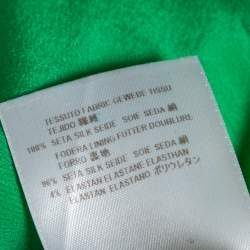 TESSUTO FABRIC GEWEBE TISSU
TEJIDO 繊維
100% SETA SILK SEIDE SOIE SEDA 絹
FODERA LINING FUTTER DOUBLURE
FORRO 裏地
96% SETA SILK SEIDE SOIE SEDA 絹
4% ELASTAN ELASTANE ELASTHAN
ELASTAN ELASTANO ポリウレタン